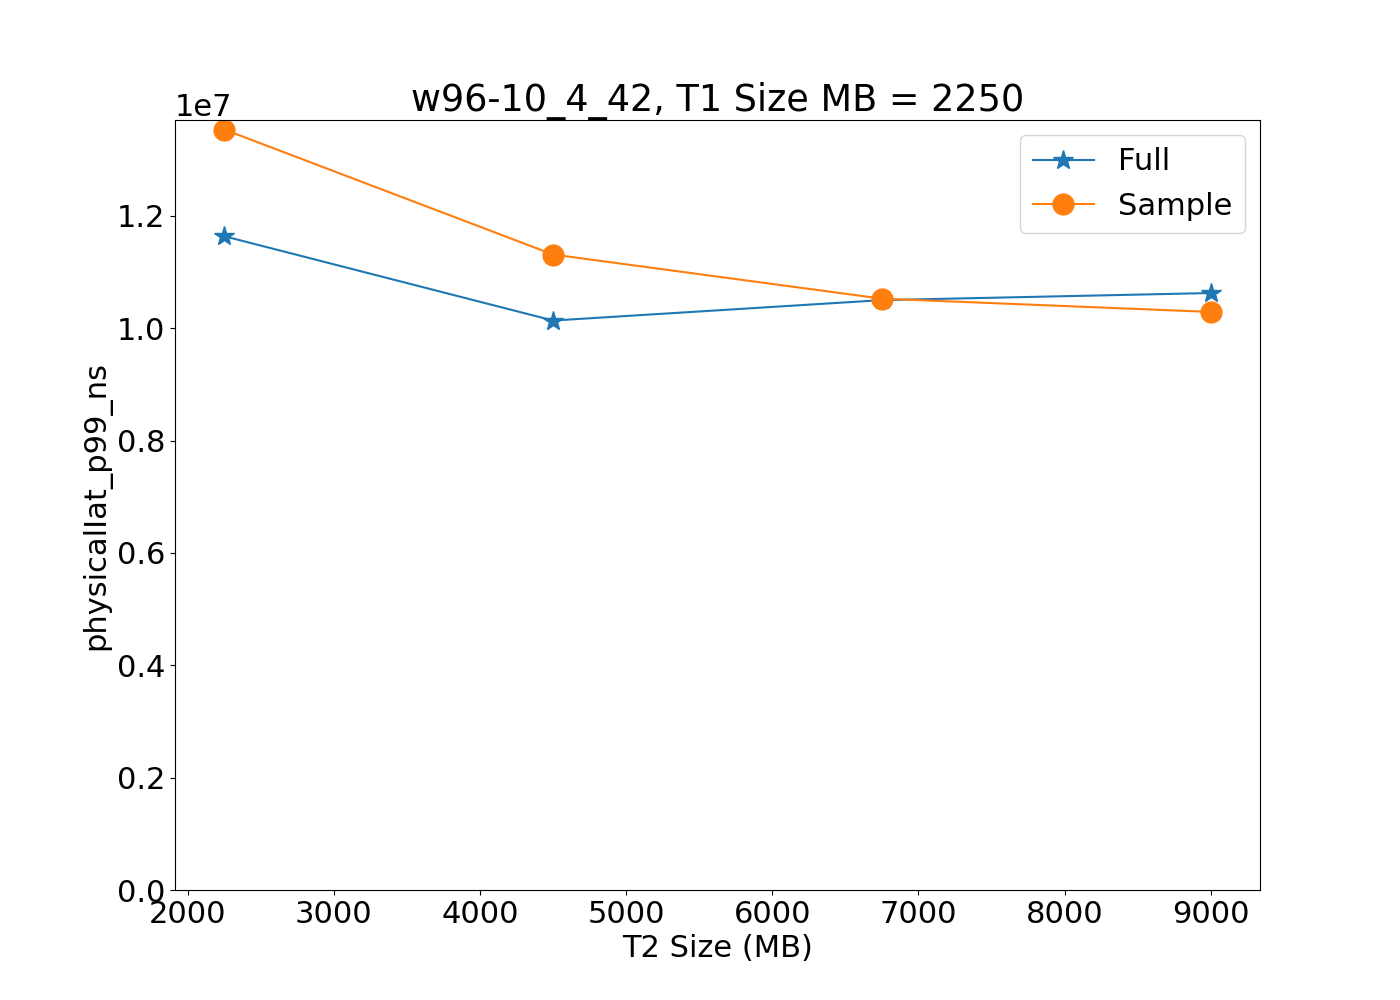 w96-10_4_42, T1 Size MB = 2250
1e7
Full
Sample
1.2
1.0
0.8
0.6
0.4
0.2
0.0
physicallat_p99_ns
2000 3000 4000 5000 6000 7000 8000 9000
T2 Size (MB)